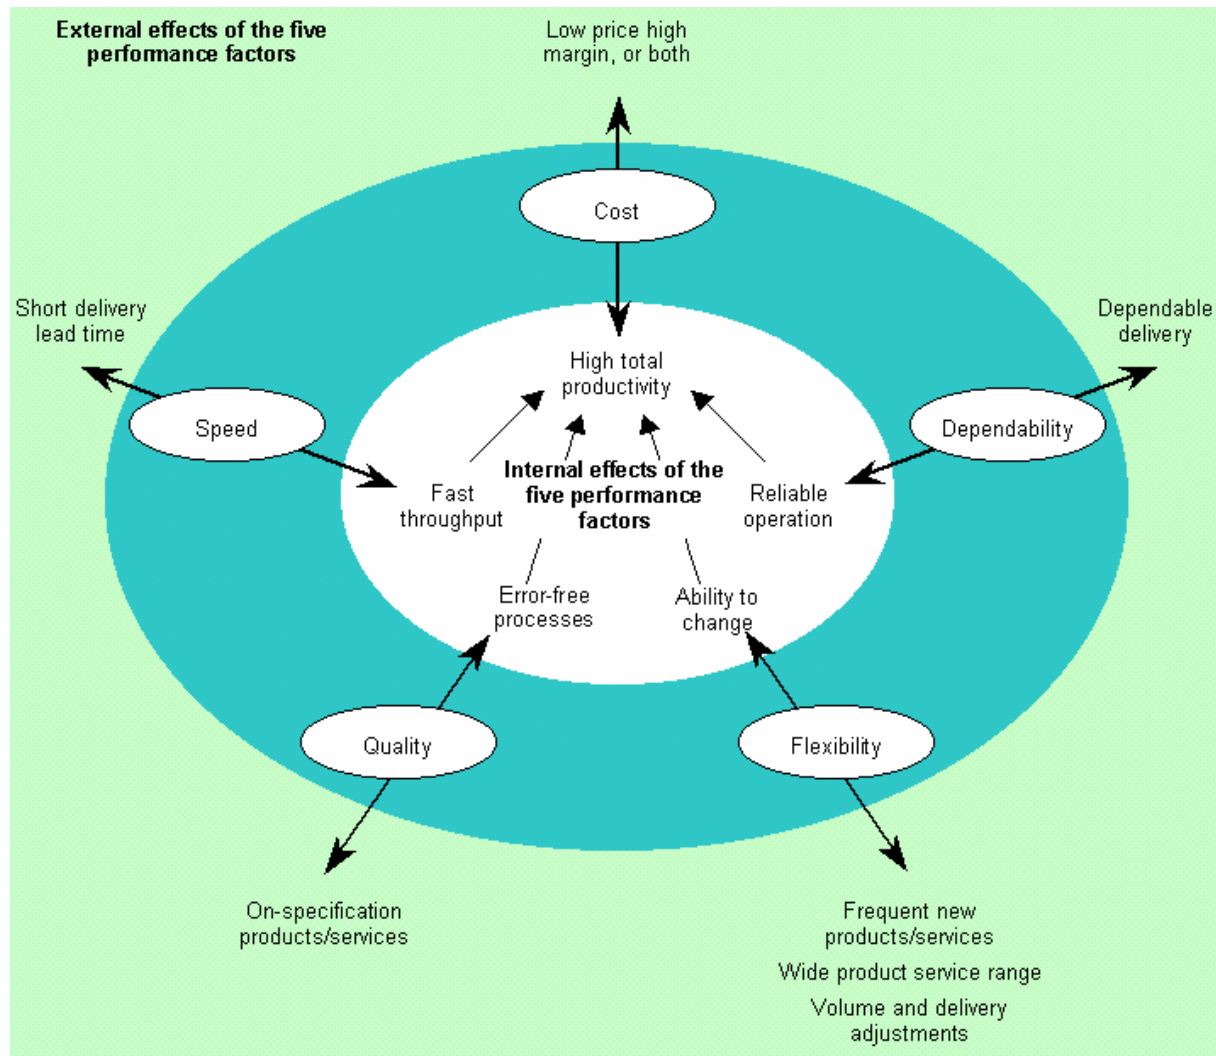 External effects of the five
performance factors
Low price high
margin, or both
Cost
Short delivery
lead time
Dependable
delivery
High total
productivity
Speed
Dependability
Internal effects of the
five performance
factors
Fast
throughput
Reliable
operation
Error-free
processes
Ability to
change
Quality
Flexibility
On-specification
products/services
Frequent new
products/services
Wide product service range
Volume and delivery
adjustments